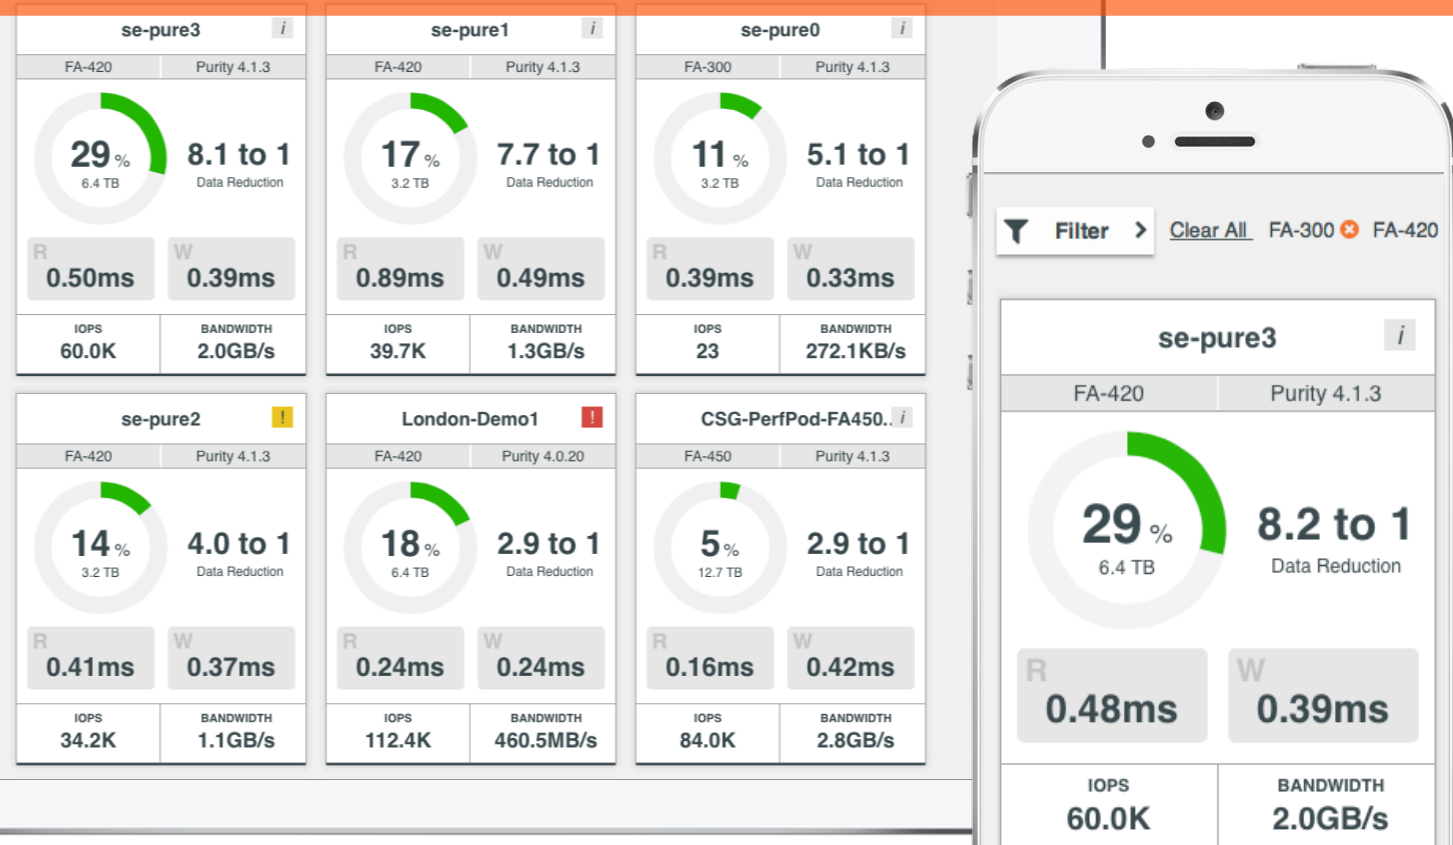 se-pure3 i
FA-420 Purity 4.1.3
29 %
6.4 TB
8.1 to 1
Data Reduction
R 0.50ms
W 0.39ms
IOPS
60.0K
BANDWIDTH
2.0GB/s
se-pure1 i
FA-420 Purity 4.1.3
17 %
3.2 TB
7.7 to 1
Data Reduction
R 0.89ms
W 0.49ms
IOPS
39.7K
BANDWIDTH
1.3GB/s
se-pure0 i
FA-300 Purity 4.1.3
11 %
3.2 TB
5.1 to 1
Data Reduction
R 0.39ms
W 0.33ms
IOPS
23
BANDWIDTH
272.1KB/s
se-pure2 !
FA-420 Purity 4.1.3
14 %
3.2 TB
4.0 to 1
Data Reduction
R 0.41ms
W 0.37ms
IOPS
34.2K
BANDWIDTH
1.1GB/s
London-Demo1 !
FA-420 Purity 4.0.20
18 %
6.4 TB
2.9 to 1
Data Reduction
R 0.24ms
W 0.24ms
IOPS
112.4K
BANDWIDTH
460.5MB/s
CSG-PerfPod-FA450.. i
FA-450 Purity 4.1.3
5 %
12.7 TB
2.9 to 1
Data Reduction
R 0.16ms
W 0.42ms
IOPS
84.0K
BANDWIDTH
2.8GB/s
Filter Clear All FA-300 FA-420
se-pure3 i
FA-420 Purity 4.1.3
29 %
6.4 TB
8.2 to 1
Data Reduction
R 0.48ms
W 0.39ms
IOPS
60.0K
BANDWIDTH
2.0GB/s